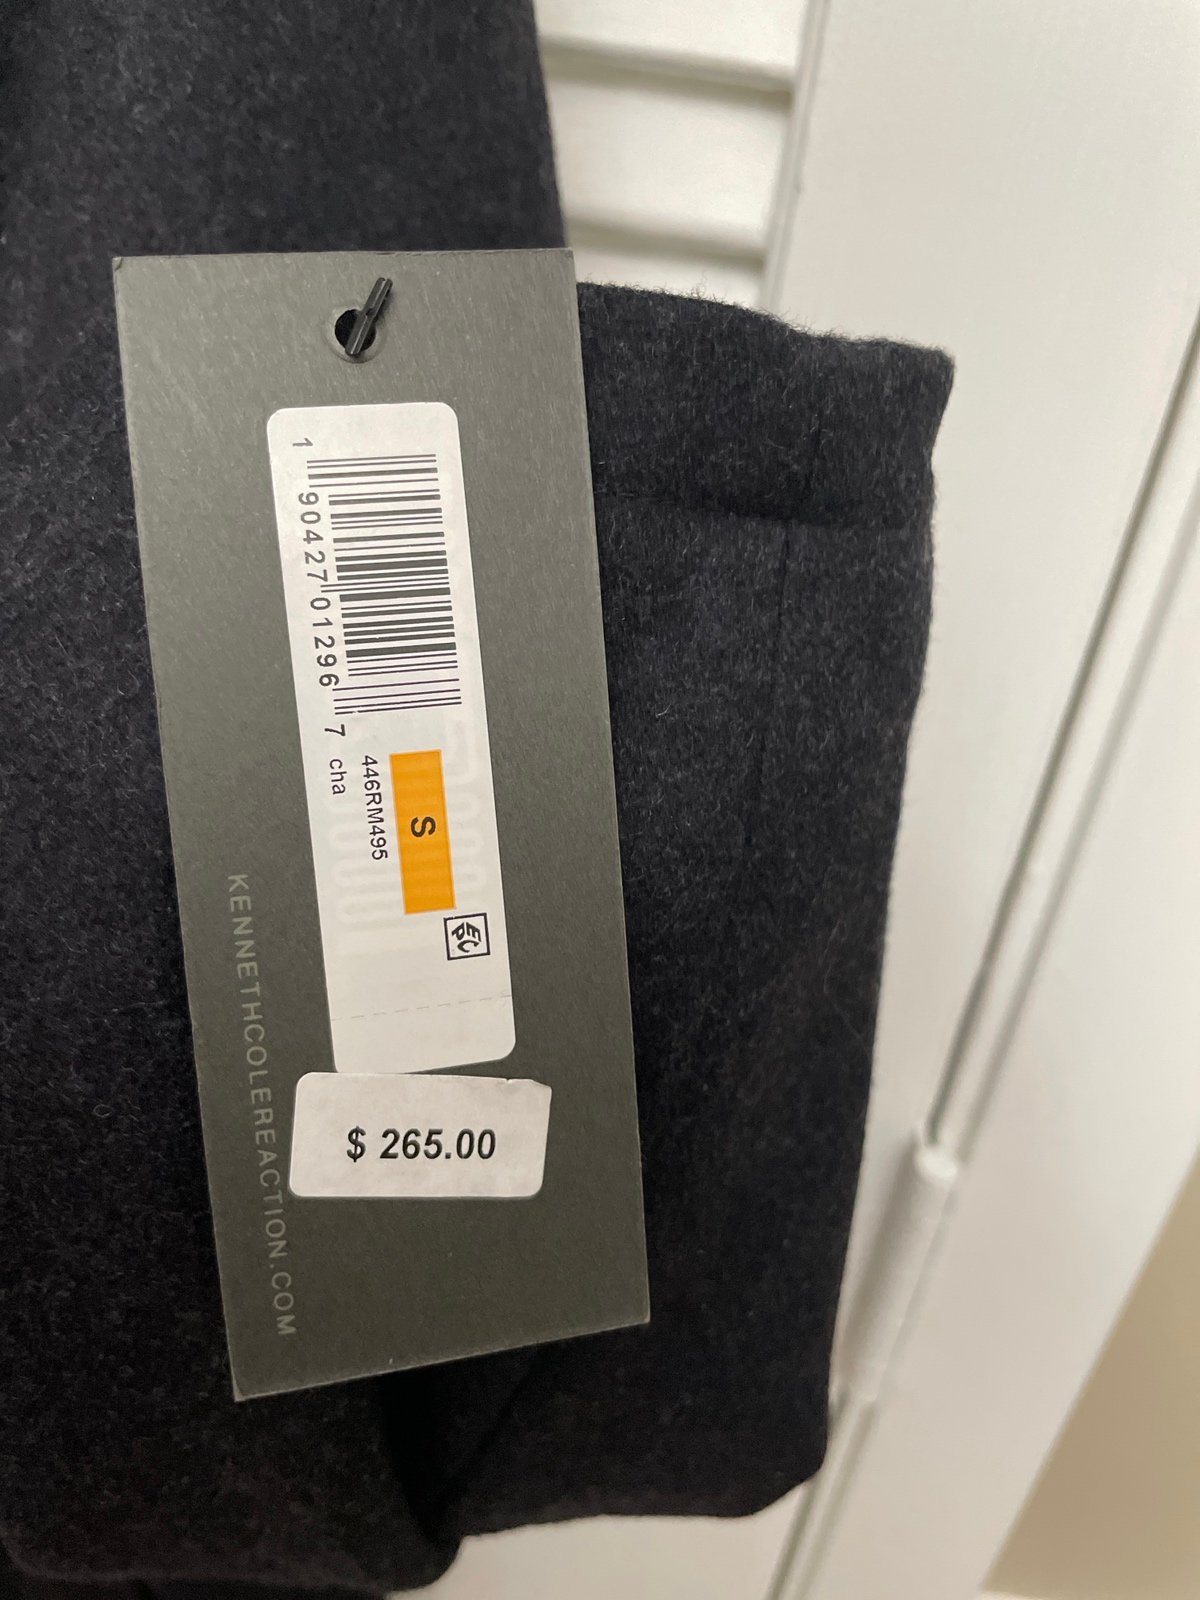 1 90427 01296 7
cha
446RM495
S
$ 265.00
KENNETHCOLEREACTION.COM